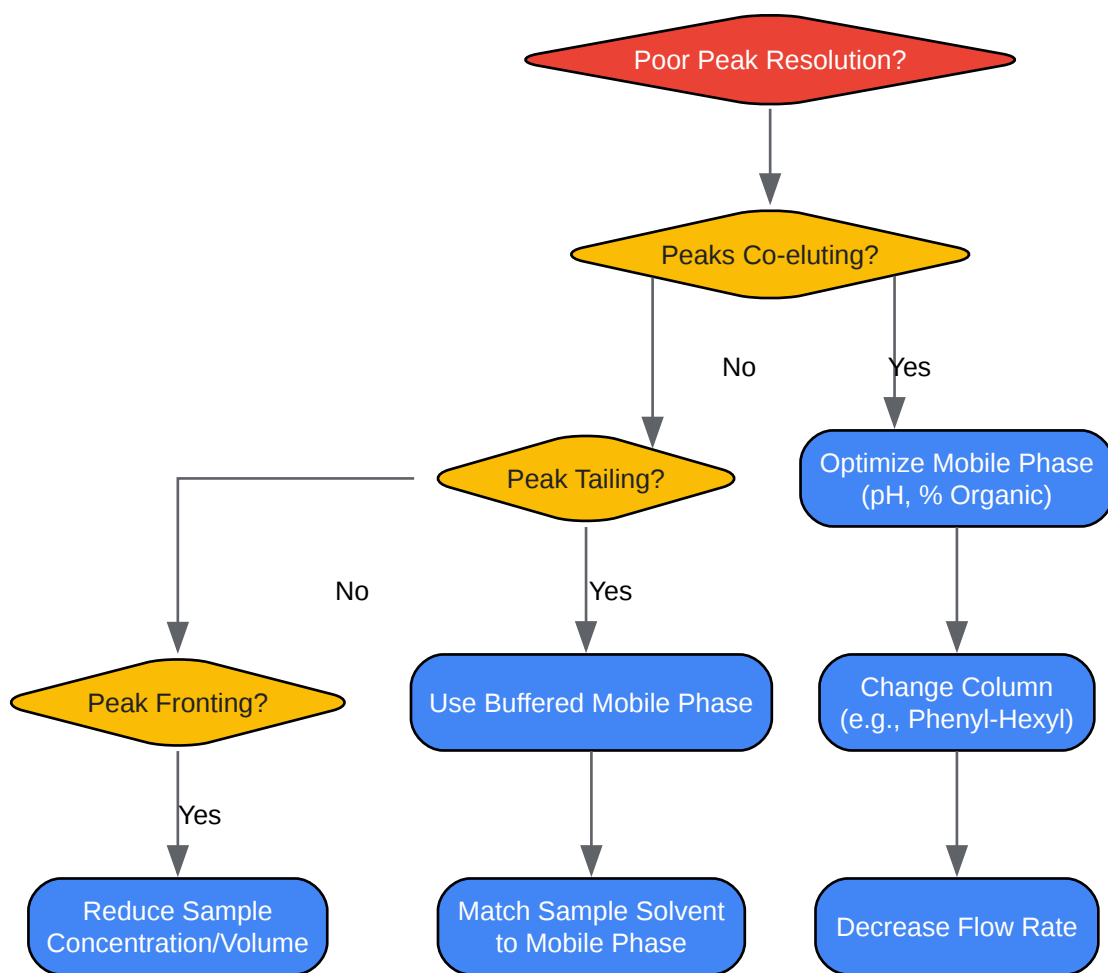 Poor Peak Resolution?
Peaks Co-eluting?
No
Yes
Peak Tailing?
Optimize Mobile Phase
(pH, % Organic)
No
Yes
Peak Fronting?
Use Buffered Mobile Phase
Change Column
(e.g., Phenyl-Hexyl)
Yes
Reduce Sample
Concentration/Volume
Match Sample Solvent
to Mobile Phase
Decrease Flow Rate